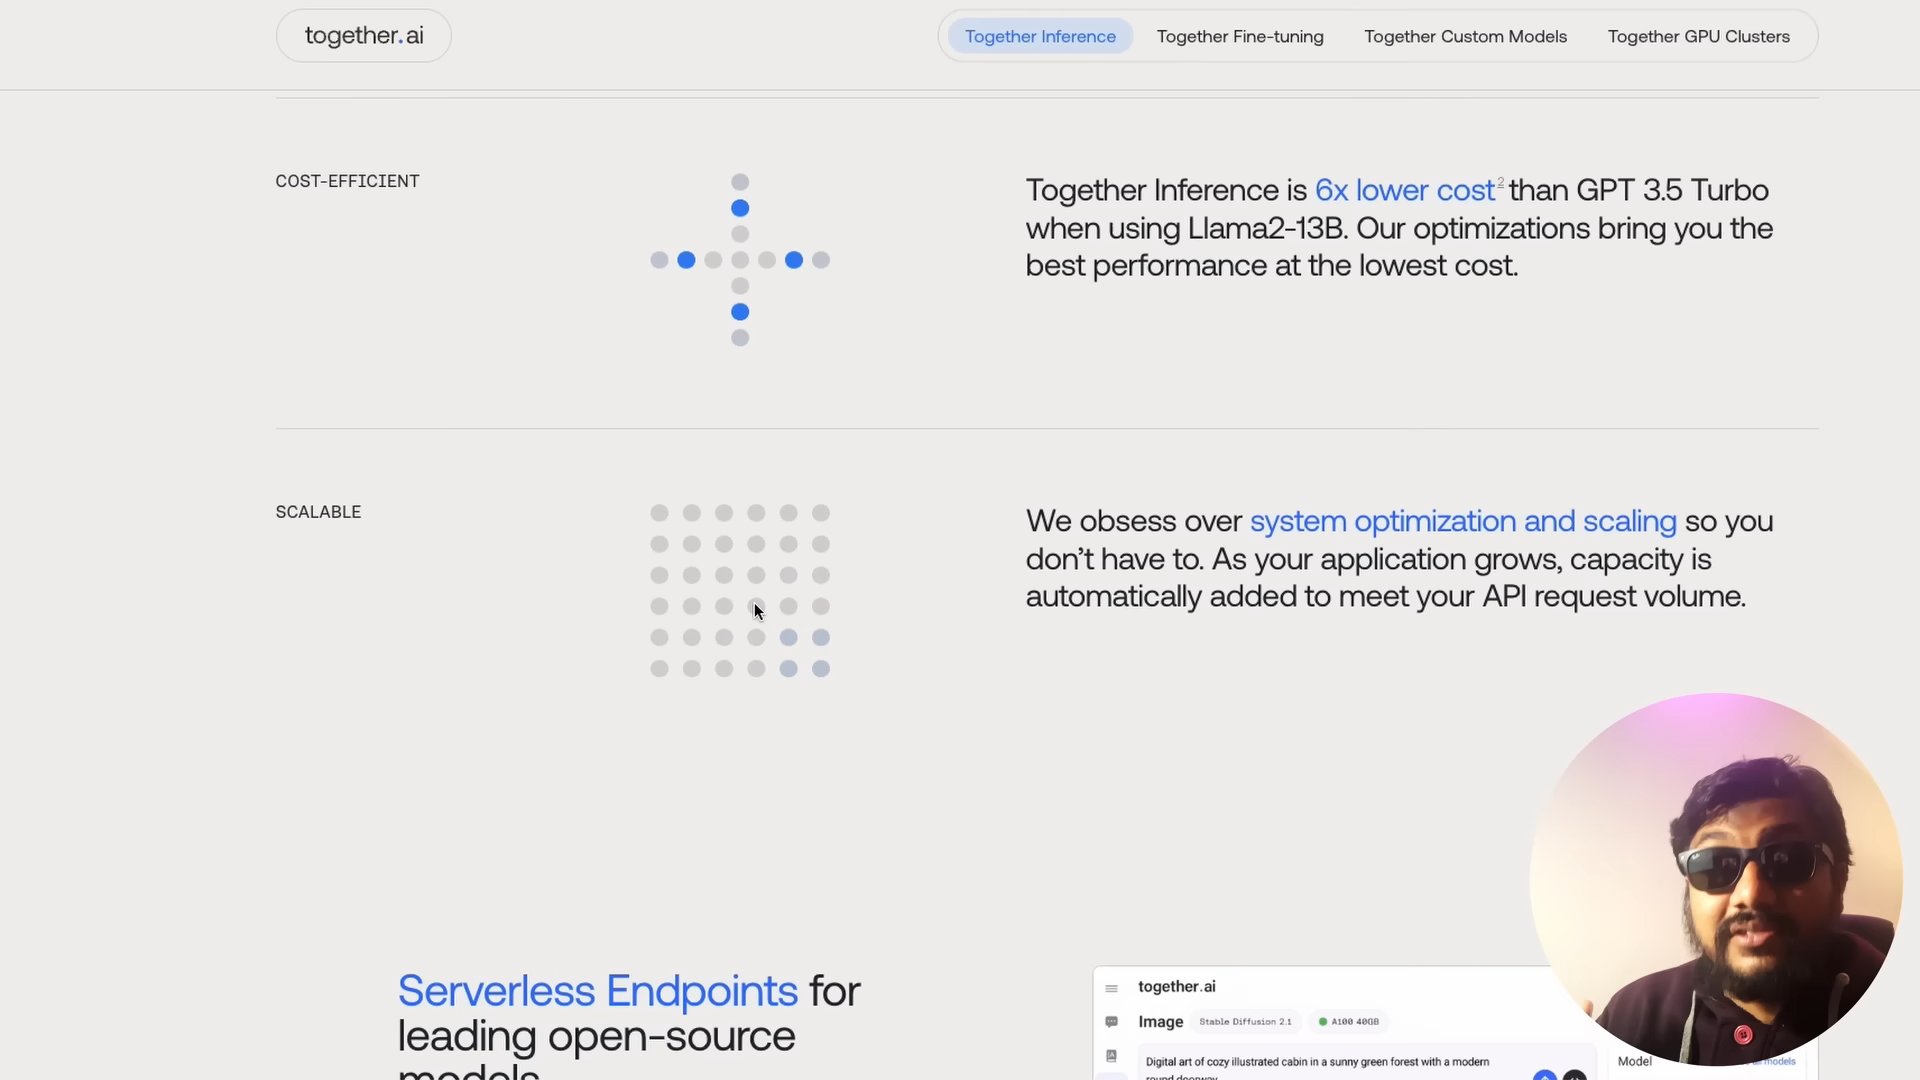 together.ai
Together Inference
Together Fine-tuning
Together Custom Models
Together GPU Clusters
COST-EFFICIENT
Together Inference is 6x lower cost2 than GPT 3.5 Turbo
when using Llama2-13B. Our optimizations bring you the
best performance at the lowest cost.
SCALABLE
We obsess over system optimization and scaling so you
don’t have to. As your application grows, capacity is
automatically added to meet your API request volume.
Serverless Endpoints for
leading open-source
models
together.ai
Image
Stable Diffusion 2.1
A100 40GB
Digital art of cozy illustrated cabin in a sunny green forest with a modern
round doorway
Model
models